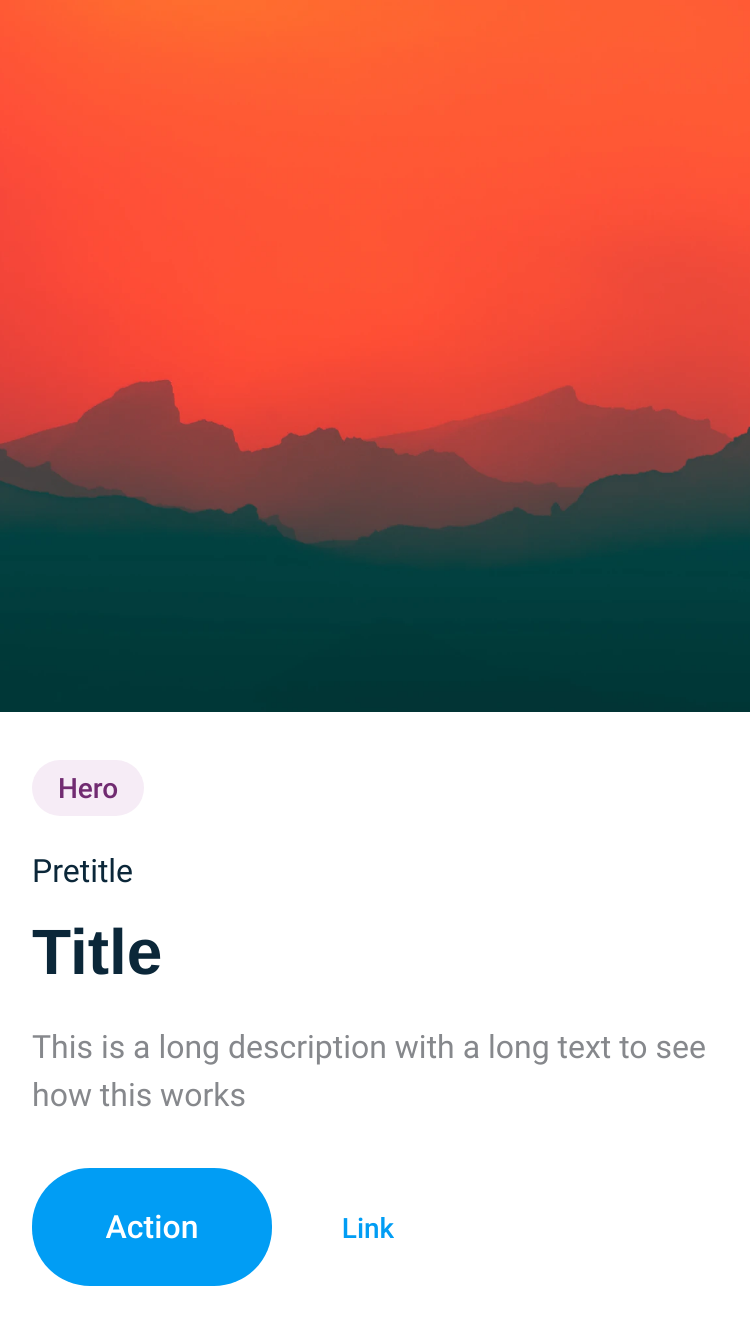 Hero
Pretitle
Title
This is a long description with a long text to see
how this works
Action
Link